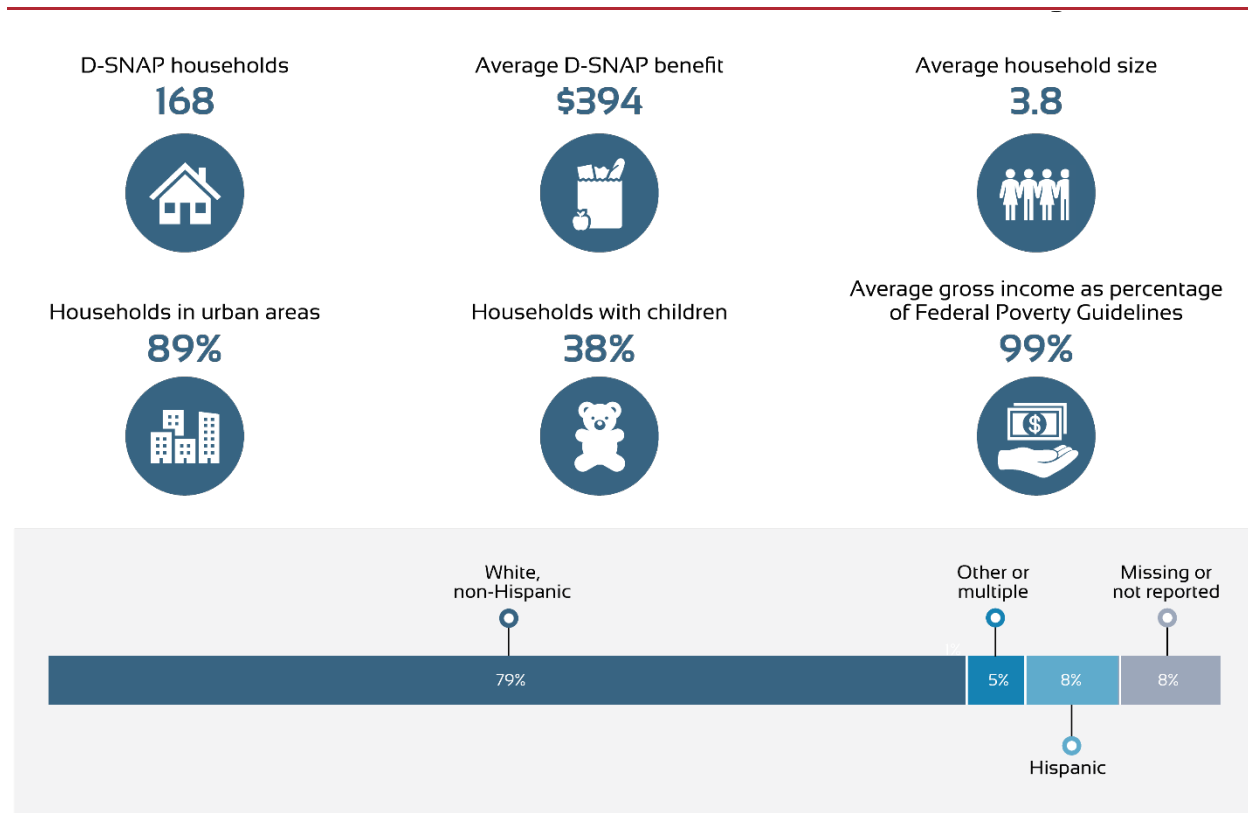 D-SNAP households
168
Average D-SNAP benefit
$394
Average household size
3.8
Households in urban areas
89%
Households with children
38%
Average gross income as percentage
of Federal Poverty Guidelines
99%
White,
non-Hispanic
Other or
multiple
Missing or
not reported
79%
5%
8%
8%
Hispanic